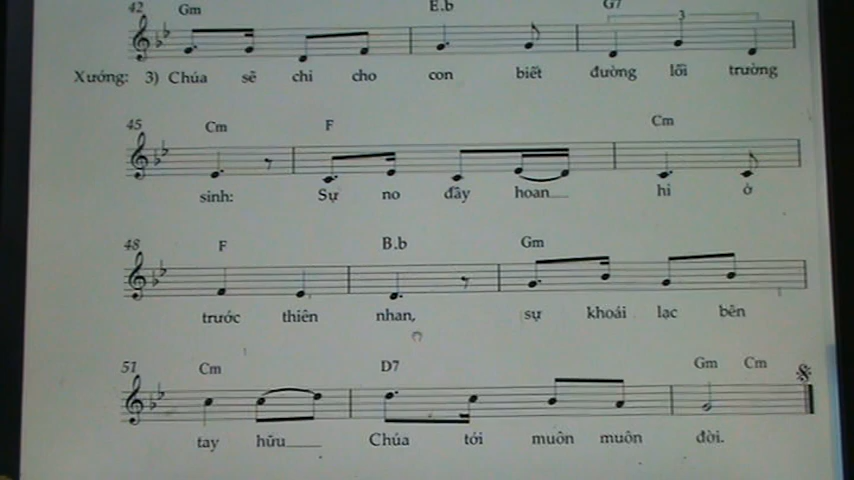 42 Gm E.b G7
3
Xướng: 3) Chúa sẽ chỉ cho con biết đường lối trường
45 Cm F Cm
sinh: Sự no đầy hoan__ hỉ ở
48 F B.b Gm
trước thiên nhan, sự khoái lạc bên
51 Cm D7 Gm Cm
tay hữu___ Chúa tới muôn muôn đời.